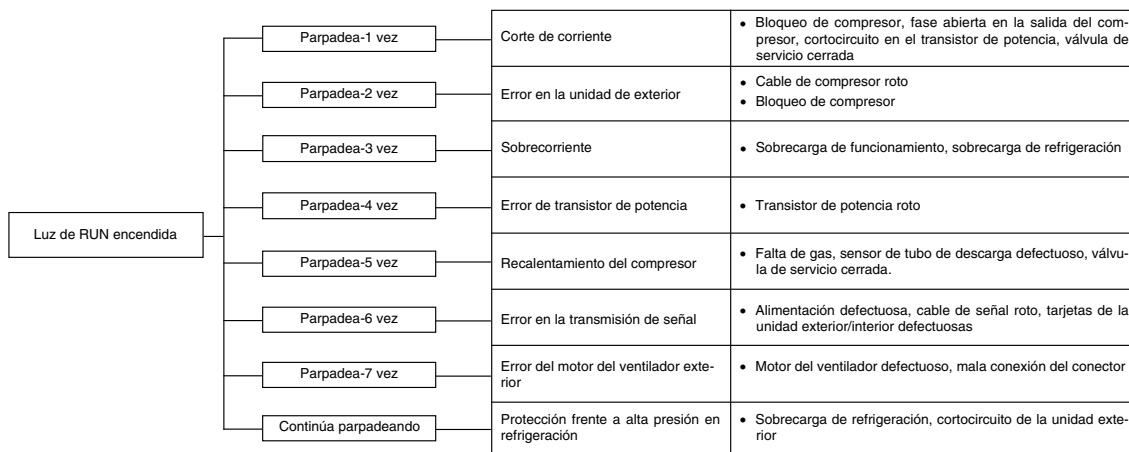 Luz de RUN encendida
Parpadea-1 vez
Corte de corriente
• Bloqueo de compresor, fase abierta en la salida del com-
presor, cortocircuito en el transistor de potencia, válvula de
servicio cerrada
Parpadea-2 vez
Error en la unidad de exterior
• Cable de compresor roto
• Bloqueo de compresor
Parpadea-3 vez
Sobrecorriente
• Sobrecarga de funcionamiento, sobrecarga de refrigeración
Parpadea-4 vez
Error de transistor de potencia
• Transistor de potencia roto
Parpadea-5 vez
Recalentamiento del compresor
• Falta de gas, sensor de tubo de descarga defectuoso, válvu-
la de servicio cerrada.
Parpadea-6 vez
Error en la transmisión de señal
• Alimentación defectuosa, cable de señal roto, tarjetas de la
unidad exterior/interior defectuosas
Parpadea-7 vez
Error del motor del ventilador exte-
rior
• Motor del ventilador defectuoso, mala conexión del conector
Continúa parpadeando
Protección frente a alta presión en
refrigeración
• Sobrecarga de refrigeración, cortocircuito de la unidad exte-
rior